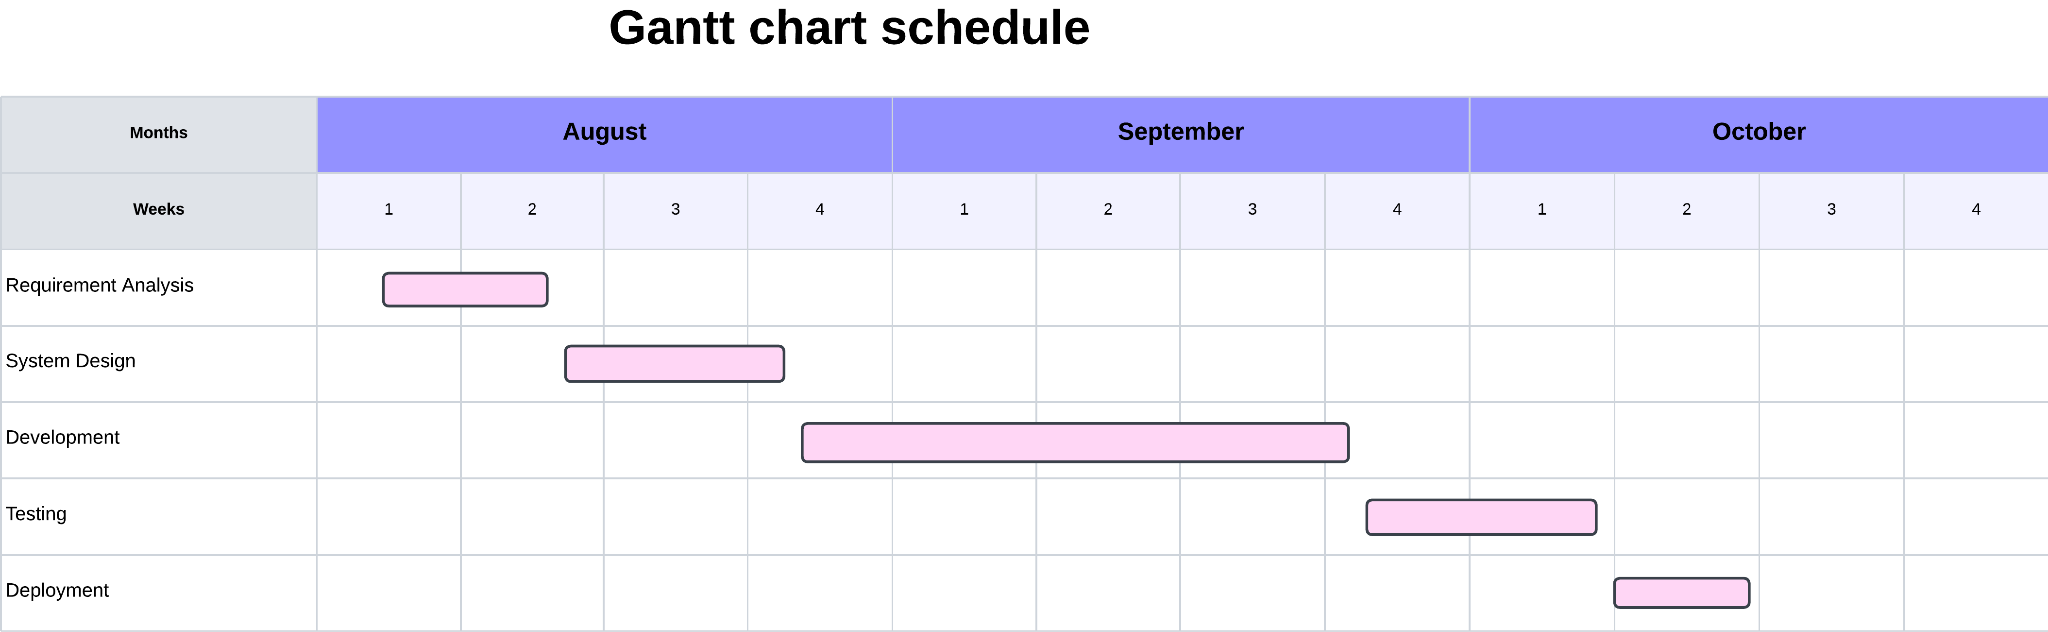 Gantt chart schedule
Months August September October
Weeks 1 2 3 4 1 2 3 4 1 2 3 4
Requirement Analysis
System Design
Development
Testing
Deployment